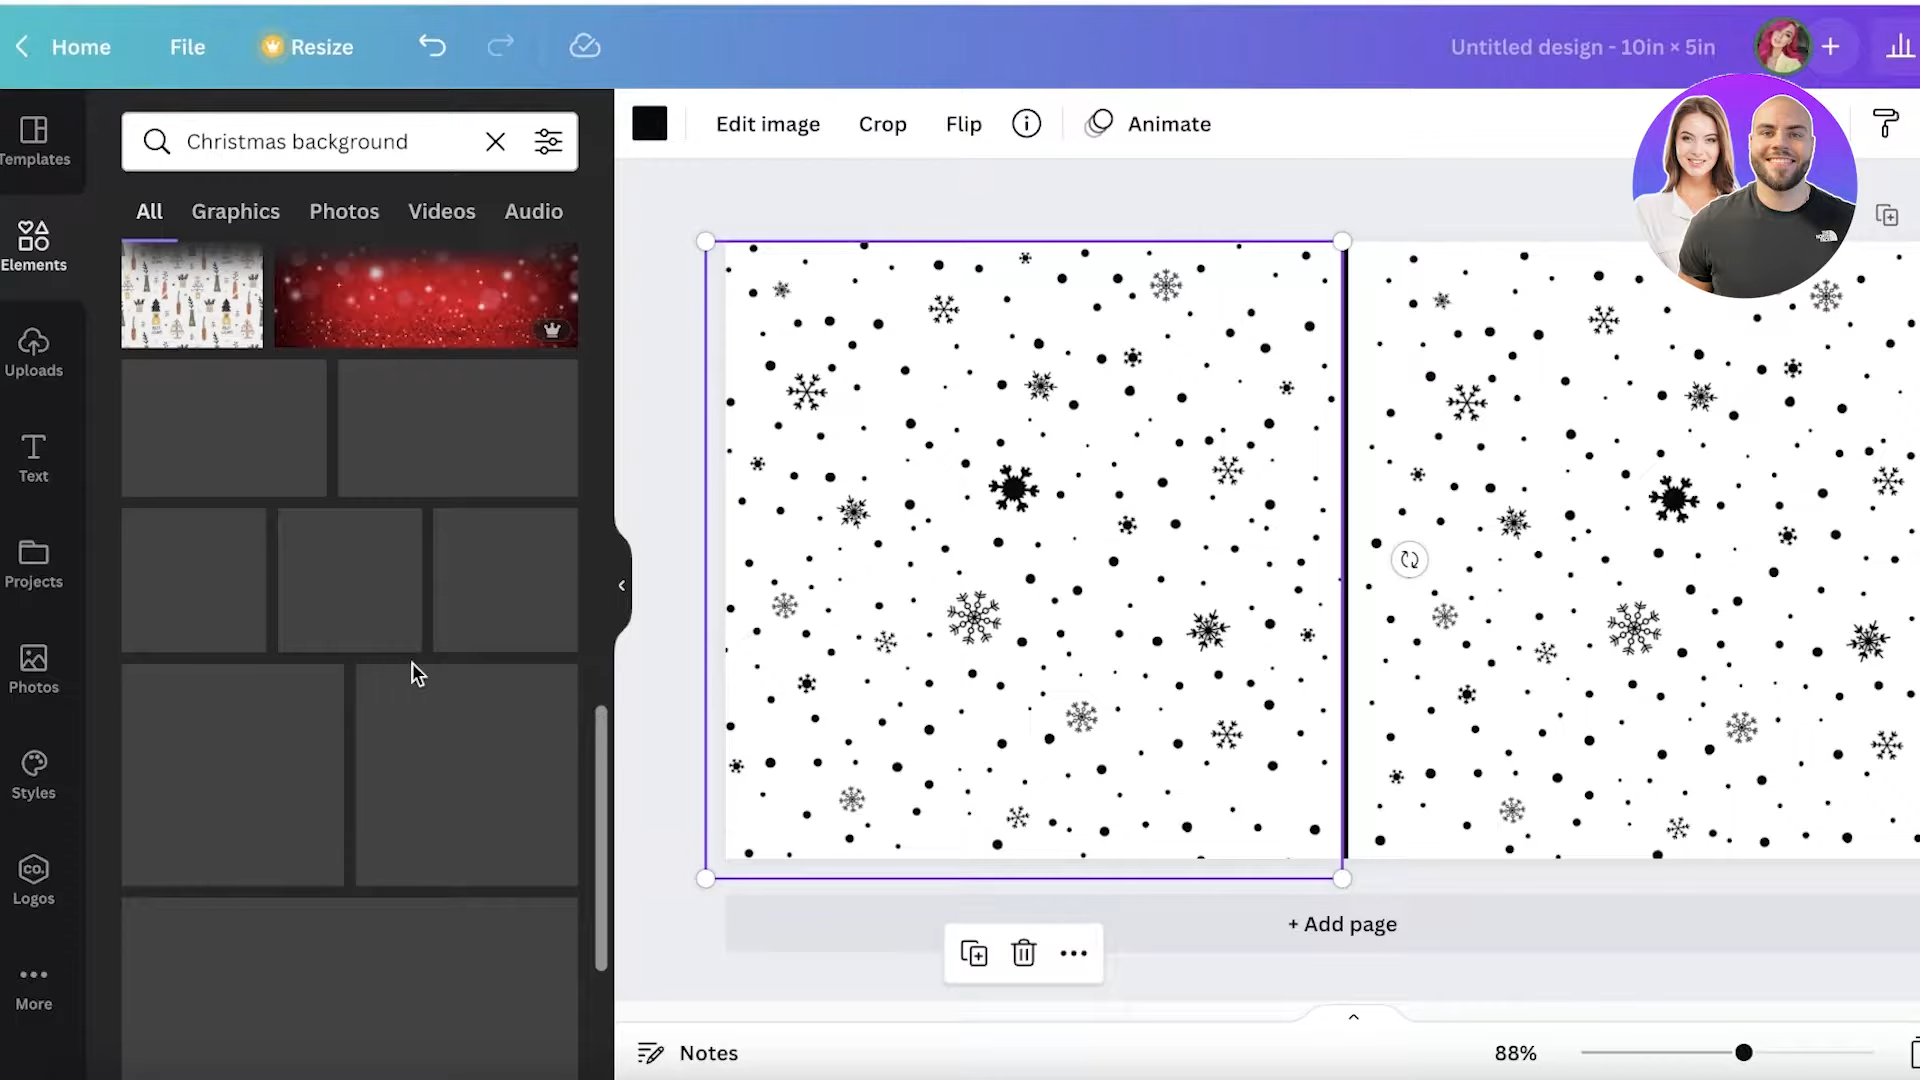 Home
File
Resize
Untitled design - 10in × 5in
Templates
Elements
Uploads
Text
Projects
Photos
Styles
CO.
Logos
More
Christmas background
All
Graphics
Photos
Videos
Audio
Edit image
Crop
Flip
Animate
+ Add page
Notes
88%